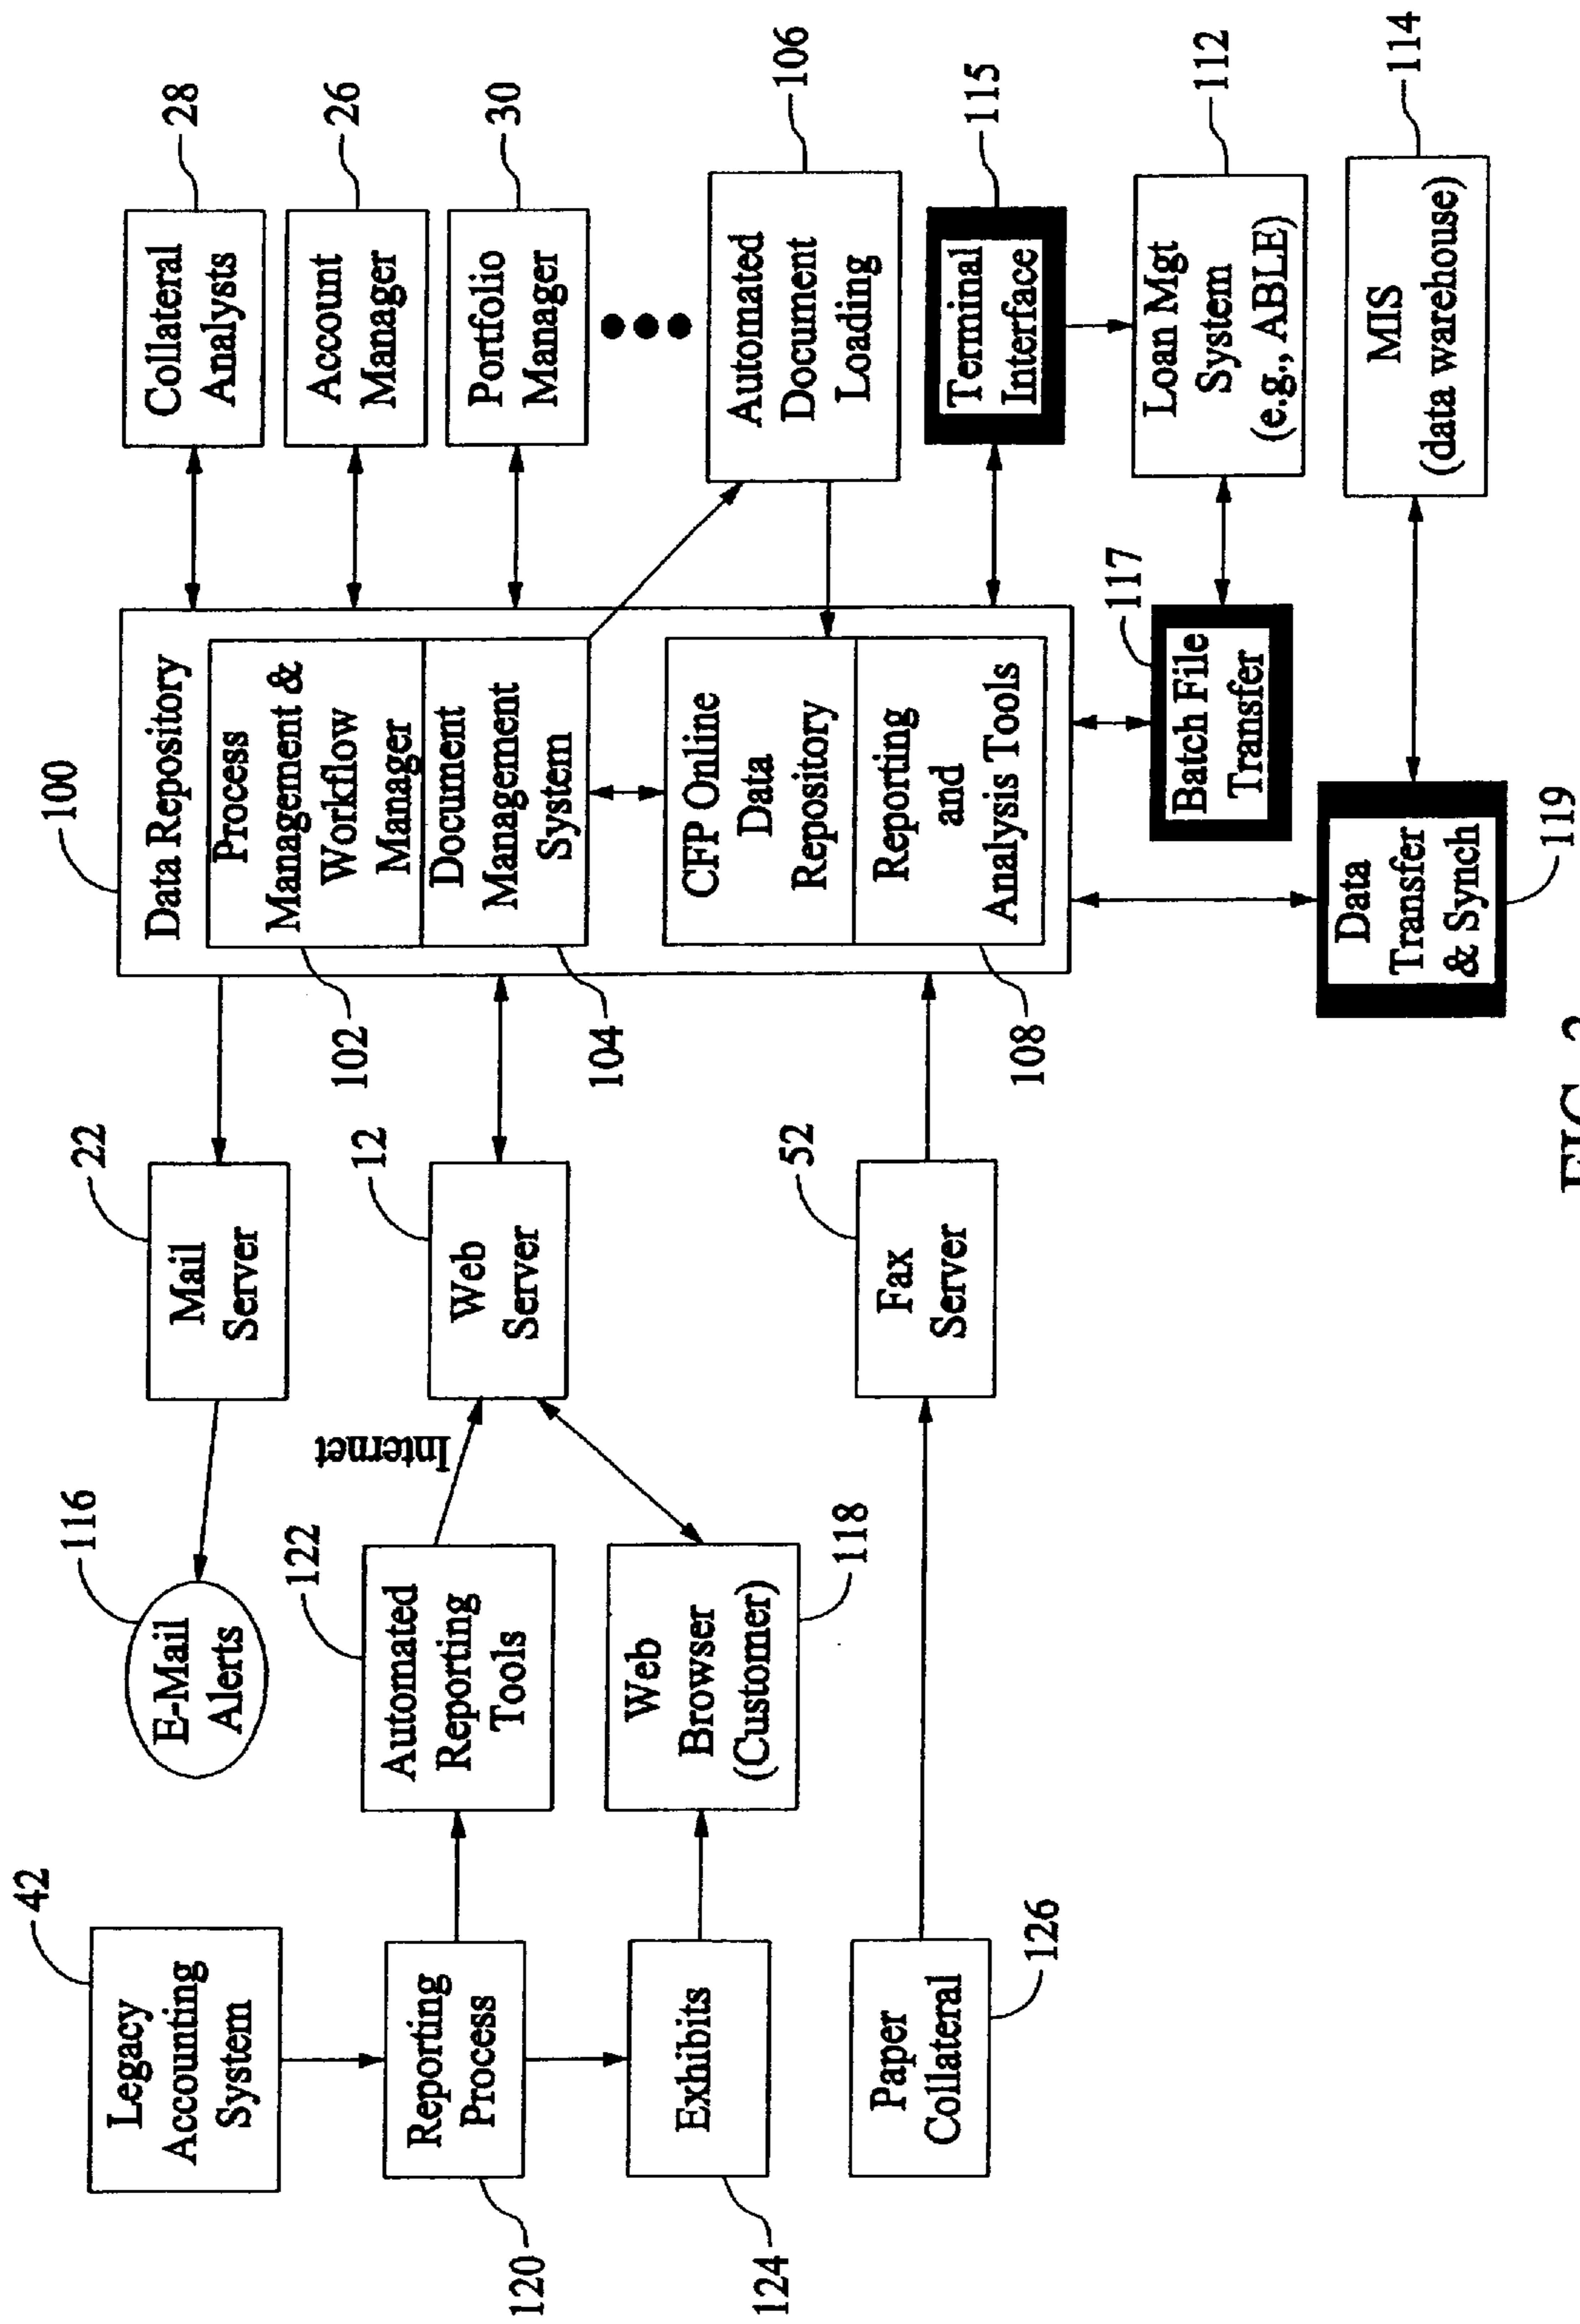 42
Legacy
Accounting
System
120
Reporting
Process
124
Exhibits
Paper
Collateral
126
116
E-Mail
Alerts
122
Automated
Reporting
Tools
Web
Browser
(Customer)
118
Internet
22
Mail
Server
12
Web
Server
52
Fax
Server
100
Data Repository
Process
Management &
Workflow
Manager
102
Document
Management
System
104
CFP Online
Data
Repository
Reporting
and
Analysis Tools
108
Collateral
Analysts
28
Account
Manager
26
Portfolio
Manager
30
Automated
Document
Loading
106
Terminal
Interface
115
Loan Mgt
System
(e.g., ABLE)
112
117
Batch File
Transfer
MIS
(data warehouse)
114
Data
Transfer
& Synch
119
FIG.